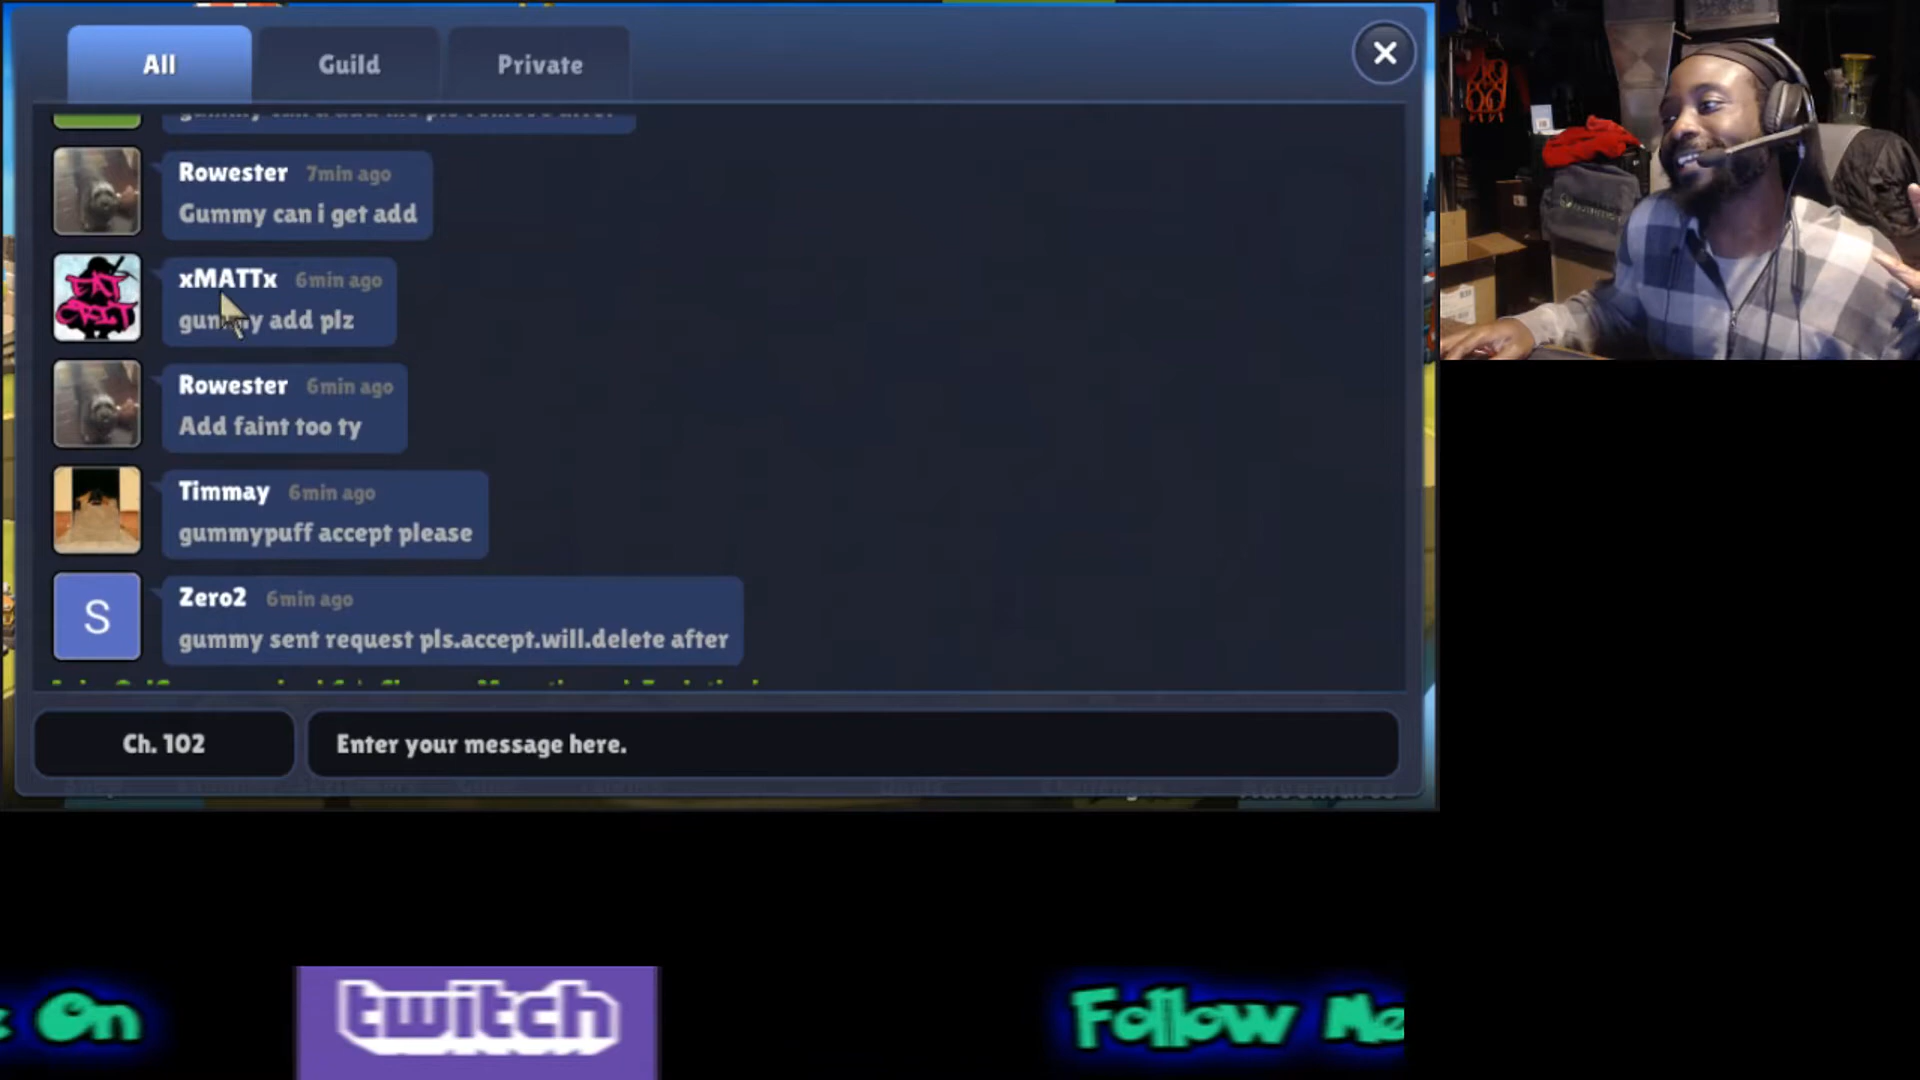 All
Guild
Private
Rowester 7min ago
Gummy can i get add
xMATTx 6min ago
gummy add plz
Rowester 6min ago
Add faint too ty
Timmay 6min ago
gummypuff accept please
S
Zero2 6min ago
gummy sent request pls.accept.will.delete after
Ch. 102
Enter your message here.
On
twitch
Follow Me